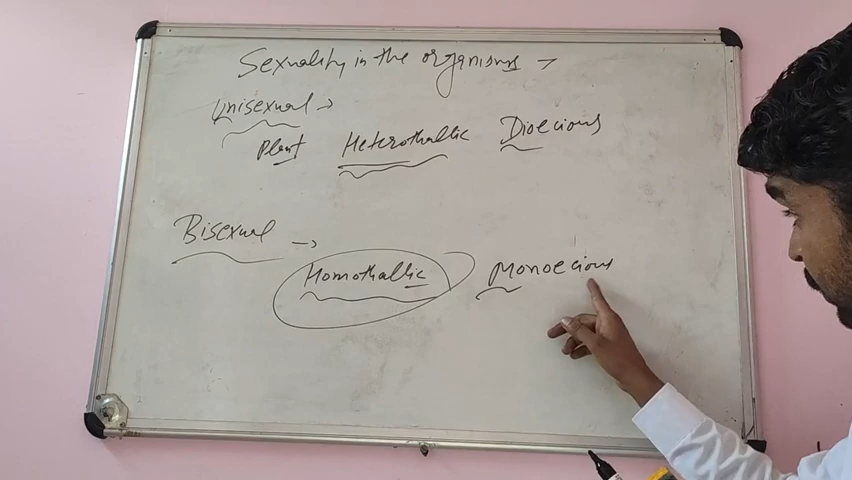 Sexuality in the organisms →
Unisexual →
Plant Heterothallic Dioecious
Bisexual →
Homothallic Monoecious